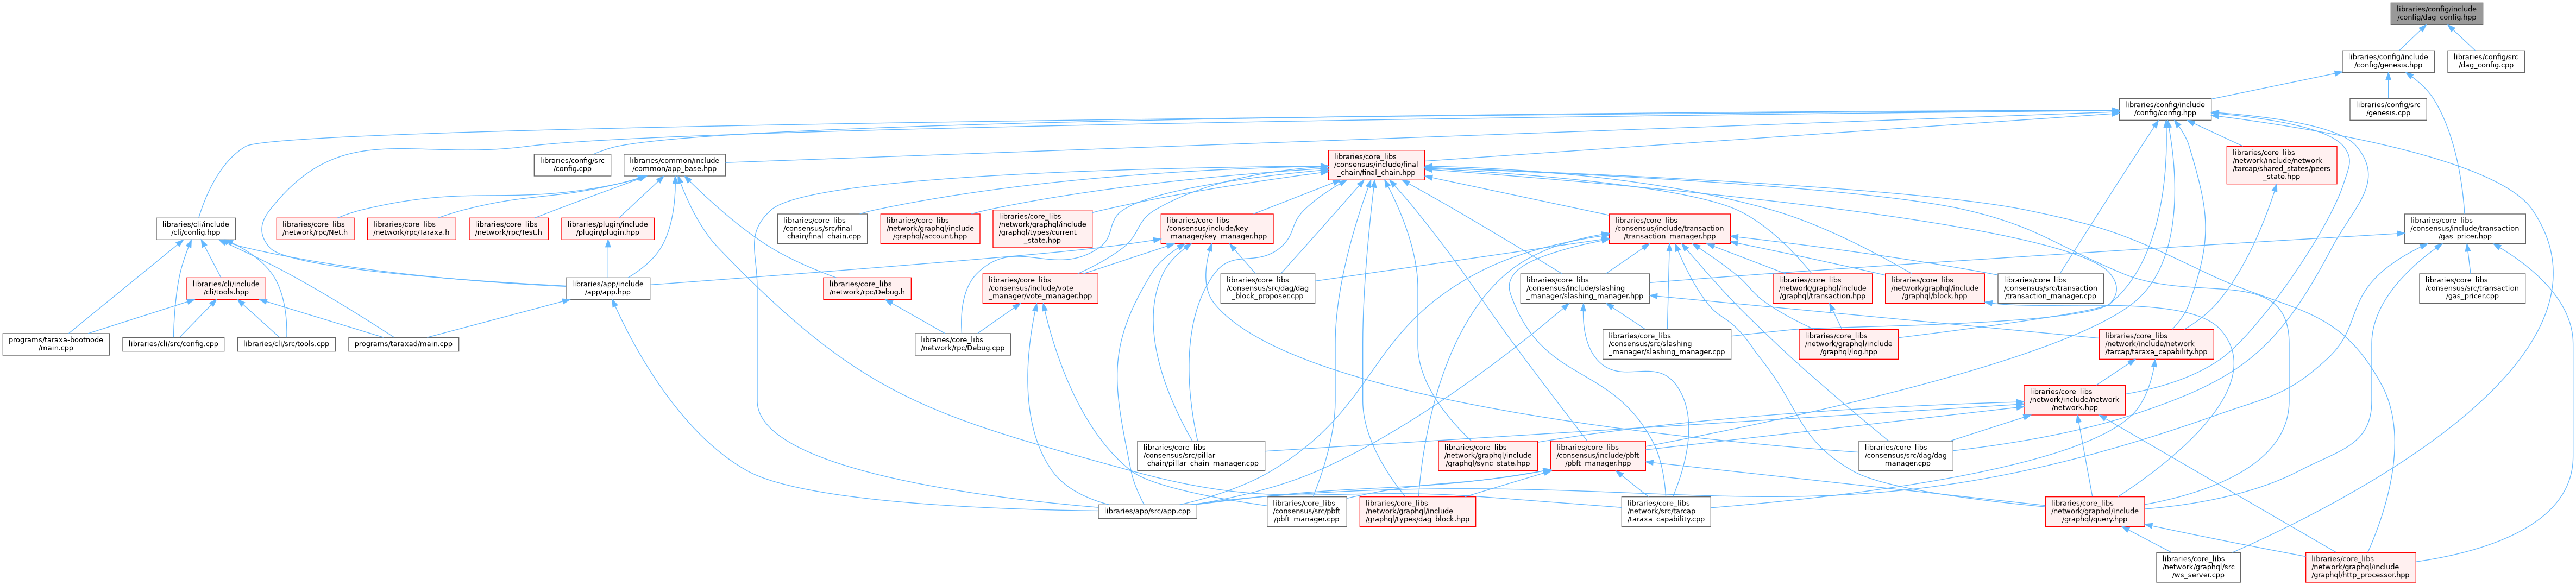 libraries/config/include
/config/dag_config.hpp
libraries/config/include
/config/genesis.hpp
libraries/config/src
/dag_config.cpp
libraries/config/include
/config/config.hpp
libraries/config/src
/genesis.cpp
libraries/config/src
/config.cpp
libraries/common/include
/common/app_base.hpp
libraries/core_libs
/consensus/include/final
_chain/final_chain.hpp
libraries/core_libs
/network/include/network
/tarcap/shared_states/peers
_state.hpp
libraries/cli/include
/cli/config.hpp
libraries/core_libs
/network/rpc/Net.h
libraries/core_libs
/network/rpc/Taraxa.h
libraries/core_libs
/network/rpc/Test.h
libraries/plugin/include
/plugin/plugin.hpp
libraries/core_libs
/consensus/src/final
_chain/final_chain.cpp
libraries/core_libs
/network/graphql/include
/graphql/account.hpp
libraries/core_libs
/network/graphql/include
/graphql/types/current
_state.hpp
libraries/core_libs
/consensus/include/key
_manager/key_manager.hpp
libraries/core_libs
/consensus/include/transaction
/transaction_manager.hpp
libraries/core_libs
/consensus/include/transaction
/gas_pricer.hpp
libraries/cli/include
/cli/tools.hpp
libraries/app/include
/app/app.hpp
libraries/core_libs
/network/rpc/Debug.h
libraries/core_libs
/consensus/include/vote
_manager/vote_manager.hpp
libraries/core_libs
/consensus/src/dag/dag
_block_proposer.cpp
libraries/core_libs
/consensus/include/slashing
_manager/slashing_manager.hpp
libraries/core_libs
/network/graphql/include
/graphql/transaction.hpp
libraries/core_libs
/network/graphql/include
/graphql/block.hpp
libraries/core_libs
/consensus/src/transaction
/transaction_manager.cpp
libraries/core_libs
/consensus/src/transaction
/gas_pricer.cpp
programs/taraxa-bootnode
/main.cpp
libraries/cli/src/config.cpp
libraries/cli/src/tools.cpp
programs/taraxad/main.cpp
libraries/core_libs
/network/rpc/Debug.cpp
libraries/core_libs
/consensus/src/slashing
_manager/slashing_manager.cpp
libraries/core_libs
/network/graphql/include
/graphql/log.hpp
libraries/core_libs
/network/include/network
/tarcap/taraxa_capability.hpp
libraries/core_libs
/network/include/network
/network.hpp
libraries/core_libs
/consensus/src/pillar
_chain/pillar_chain_manager.cpp
libraries/core_libs
/network/graphql/include
/graphql/sync_state.hpp
libraries/core_libs
/consensus/include/pbft
/pbft_manager.hpp
libraries/core_libs
/consensus/src/dag/dag
_manager.cpp
libraries/app/src/app.cpp
libraries/core_libs
/consensus/src/pbft
/pbft_manager.cpp
libraries/core_libs
/network/graphql/include
/graphql/types/dag_block.hpp
libraries/core_libs
/network/src/tarcap
/taraxa_capability.cpp
libraries/core_libs
/network/graphql/include
/graphql/query.hpp
libraries/core_libs
/network/graphql/src
/ws_server.cpp
libraries/core_libs
/network/graphql/include
/graphql/http_processor.hpp